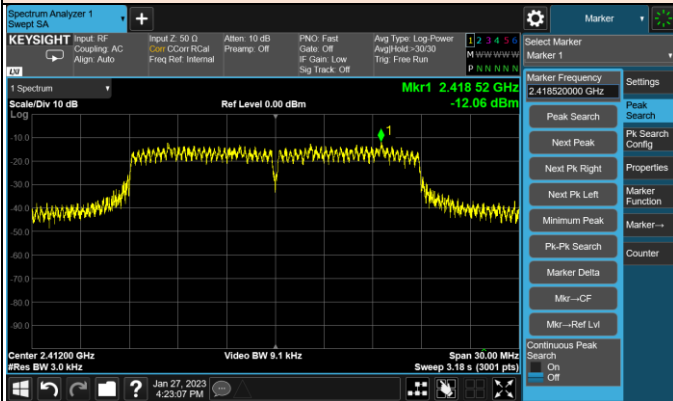 Spectrum Analyzer 1
Swept SA
+
Marker
KEYSIGHT
Input: RF
Coupling: AC
Align: Auto
Input Z: 50 Ω
Corr CCorr RCal
Freq Ref: Internal
Atten: 10 dB
Preamp: Off
PNO: Fast
Gate: Off
IF Gain: Low
Sig Track: Off
Avg Type: Log-Power
Avg|Hold:>30/30
Trig: Free Run
1 2 3 4 5 6
M W W W W W
P N N N N N
LXI
Select Marker
Marker 1
1 Spectrum
Scale/Div 10 dB
Log
Ref Level 0.00 dBm
Mkr1 2.418 52 GHz
-12.06 dBm
1
-10.0
-20.0
-30.0
-40.0
-50.0
-60.0
-70.0
-80.0
-90.0
Center 2.41200 GHz
#Res BW 3.0 kHz
Video BW 9.1 kHz
Span 30.00 MHz
Sweep 3.18 s (3001 pts)
Marker Frequency
2.418520000 GHz
Peak Search
Next Peak
Next Pk Right
Next Pk Left
Minimum Peak
Pk-Pk Search
Marker Delta
Mkr→CF
Mkr→Ref Lvl
Continuous Peak
Search
On
Off
Settings
Peak
Search
Pk Search
Config
Properties
Marker
Function
Marker→
Counter
?
Jan 27, 2023
4:23:07 PM